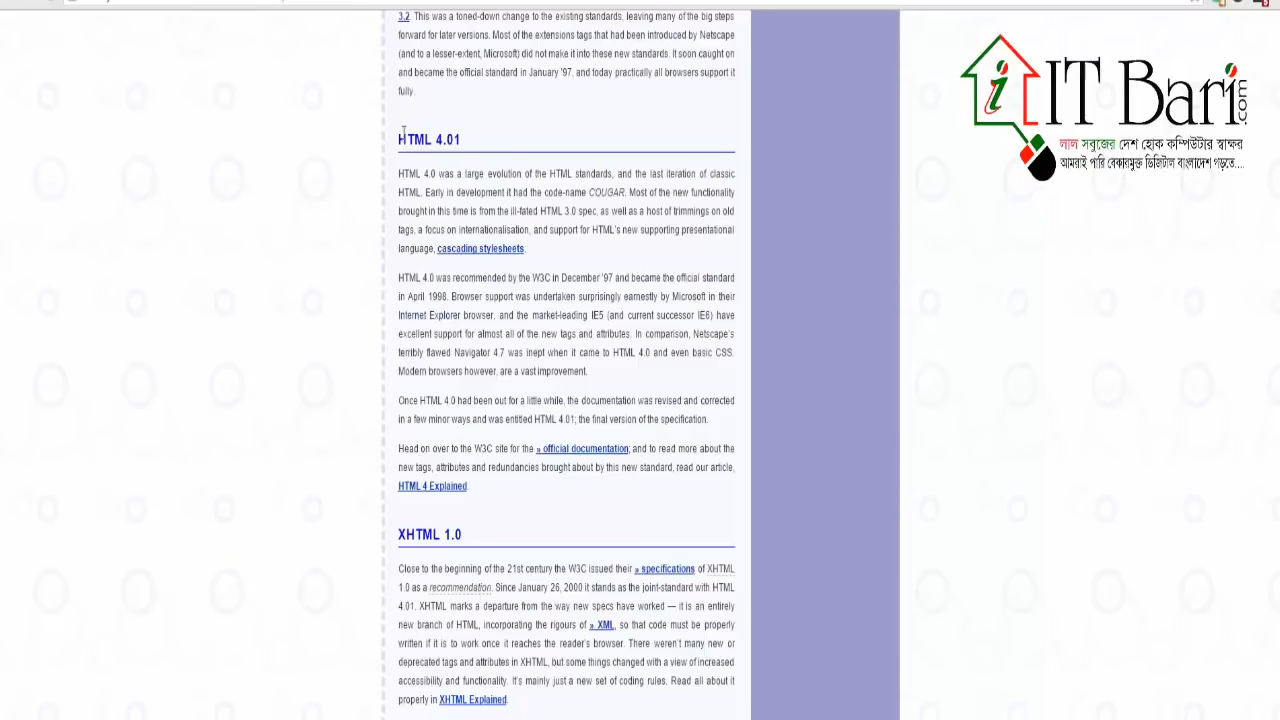 3.2. This was a toned-down change to the existing standards, leaving many of the big steps
forward for later versions. Most of the extensions tags that had been introduced by Netscape
(and to a lesser-extent, Microsoft) did not make it into these new standards. It soon caught on
and became the official standard in January '97, and today practically all browsers support it
fully.
HTML 4.01
HTML 4.0 was a large evolution of the HTML standards, and the last iteration of classic
HTML. Early in development it had the code-name COUGAR. Most of the new functionality
brought in this time is from the ill-fated HTML 3.0 spec, as well as a host of trimmings on old
tags, a focus on internationalisation, and support for HTML's new supporting presentational
language, cascading stylesheets.
HTML 4.0 was recommended by the W3C in December '97 and became the official standard
in April 1998. Browser support was undertaken surprisingly earnestly by Microsoft in their
Internet Explorer browser, and the market-leading IE5 (and current successor IE6) have
excellent support for almost all of the new tags and attributes. In comparison, Netscape's
terribly flawed Navigator 4.7 was inept when it came to HTML 4.0 and even basic CSS.
Modern browsers however, are a vast improvement.
Once HTML 4.0 had been out for a little while, the documentation was revised and corrected
in a few minor ways and was entitled HTML 4.01; the final version of the specification.
Head on over to the W3C site for the » official documentation; and to read more about the
new tags, attributes and redundancies brought about by this new standard, read our article,
HTML 4 Explained.
XHTML 1.0
Close to the beginning of the 21st century the W3C issued their » specifications of XHTML
1.0 as a recommendation. Since January 26, 2000 it stands as the joint-standard with HTML
4.01. XHTML marks a departure from the way new specs have worked — it is an entirely
new branch of HTML, incorporating the rigours of » XML, so that code must be properly
written if it is to work once it reaches the reader's browser. There weren't many new or
deprecated tags and attributes in XHTML, but some things changed with a view of increased
accessibility and functionality. It's mainly just a new set of coding rules. Read all about it
properly in XHTML Explained.
i IT Bari.com
লাল সবুজের দেশ হোক কম্পিউটার স্বাক্ষর
আমরাই পারি বেকারমুক্ত ডিজিটাল বাংলাদেশ গড়তে....